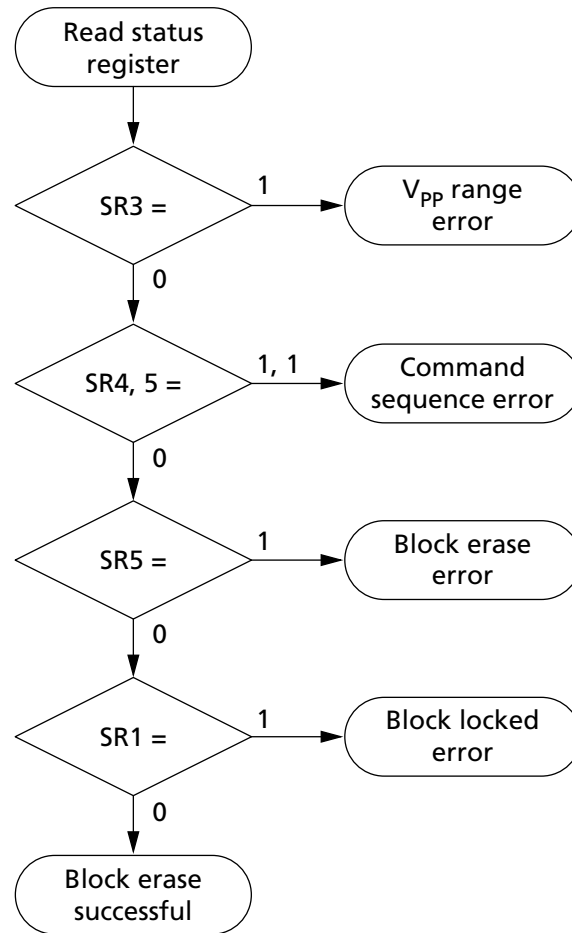 Read status
register
SR3 =
1
V_PP range
error
0
SR4, 5 =
1, 1
Command
sequence error
0
SR5 =
1
Block erase
error
0
SR1 =
1
Block locked
error
0
Block erase
successful